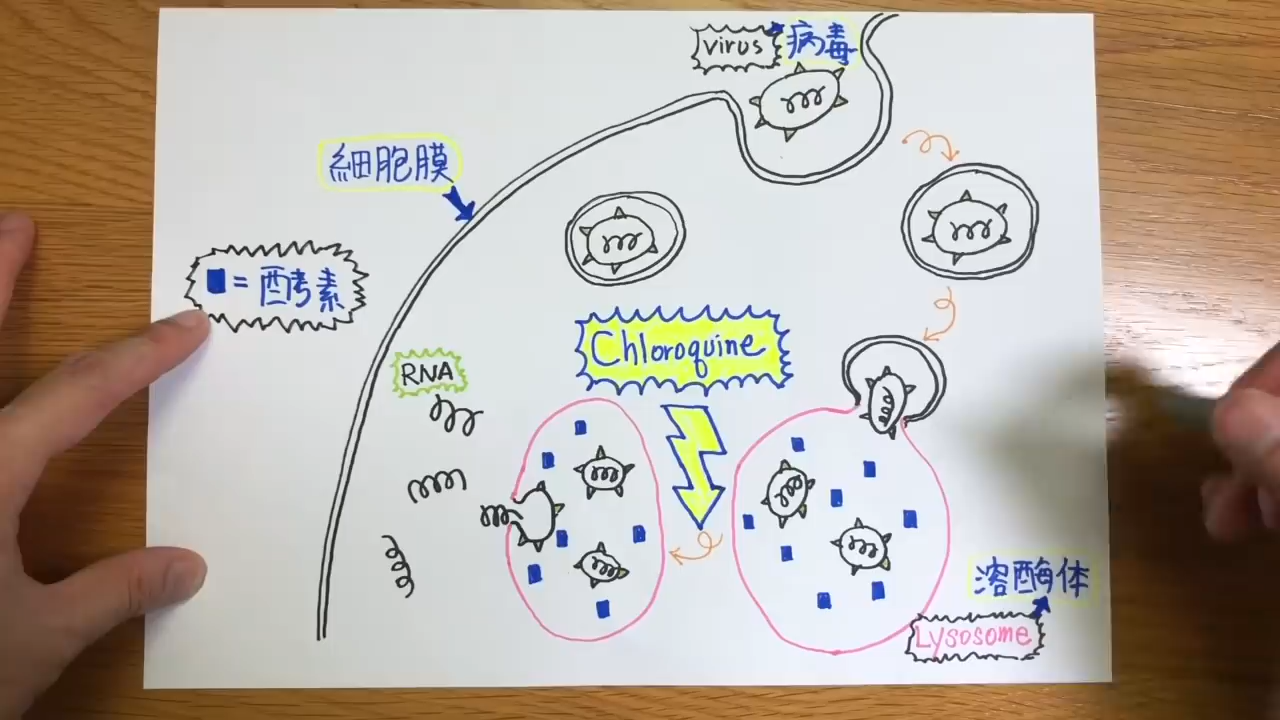 virus 病毒
細胞膜
= 酵素
Chloroquine
RNA
溶酶体
Lysosome